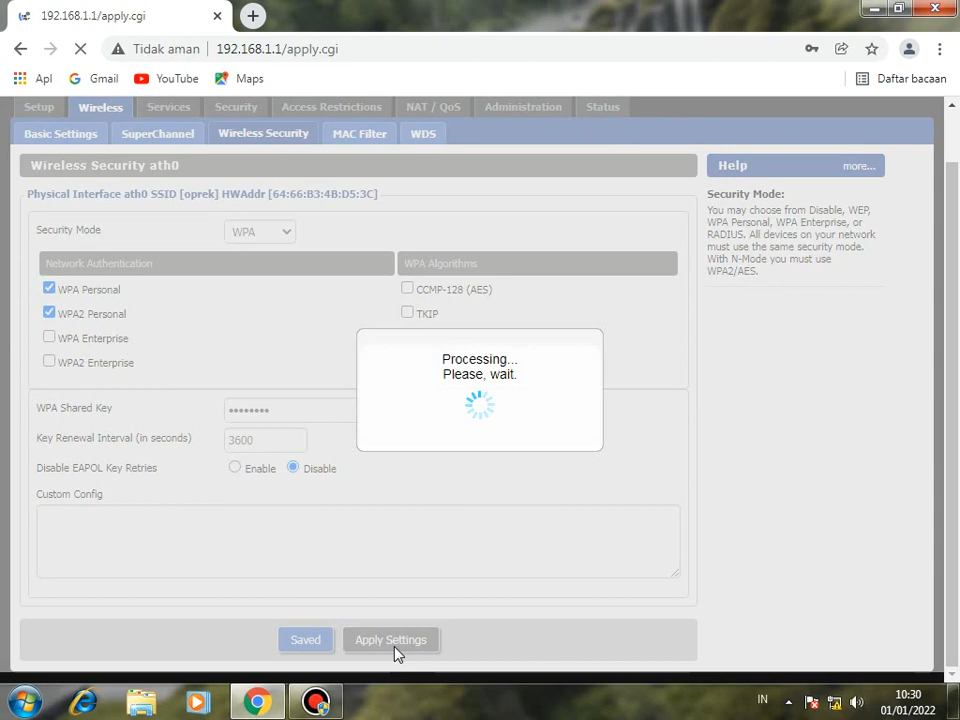 192.168.1.1/apply.cgi
Tidak aman
192.168.1.1/apply.cgi
Apl
Gmail
YouTube
Maps
Daftar bacaan
Setup
Wireless
Services
Security
Access Restrictions
NAT / QoS
Administration
Status
Basic Settings
SuperChannel
Wireless Security
MAC Filter
WDS
Wireless Security ath0
Physical Interface ath0 SSID [oprek] HWAddr [64:66:B3:4B:D5:3C]
Security Mode
WPA
Network Authentication
WPA Algorithms
WPA Personal
CCMP-128 (AES)
WPA2 Personal
TKIP
WPA Enterprise
WPA2 Enterprise
Processing...
Please, wait.
WPA Shared Key
••••••••
Key Renewal Interval (in seconds)
3600
Disable EAPOL Key Retries
Enable
Disable
Custom Config
Saved
Apply Settings
Help
more...
Security Mode:
You may choose from Disable, WEP,
WPA Personal, WPA Enterprise, or
RADIUS. All devices on your network
must use the same security mode.
With N-Mode you must use
WPA2/AES.
IN
10:30
01/01/2022